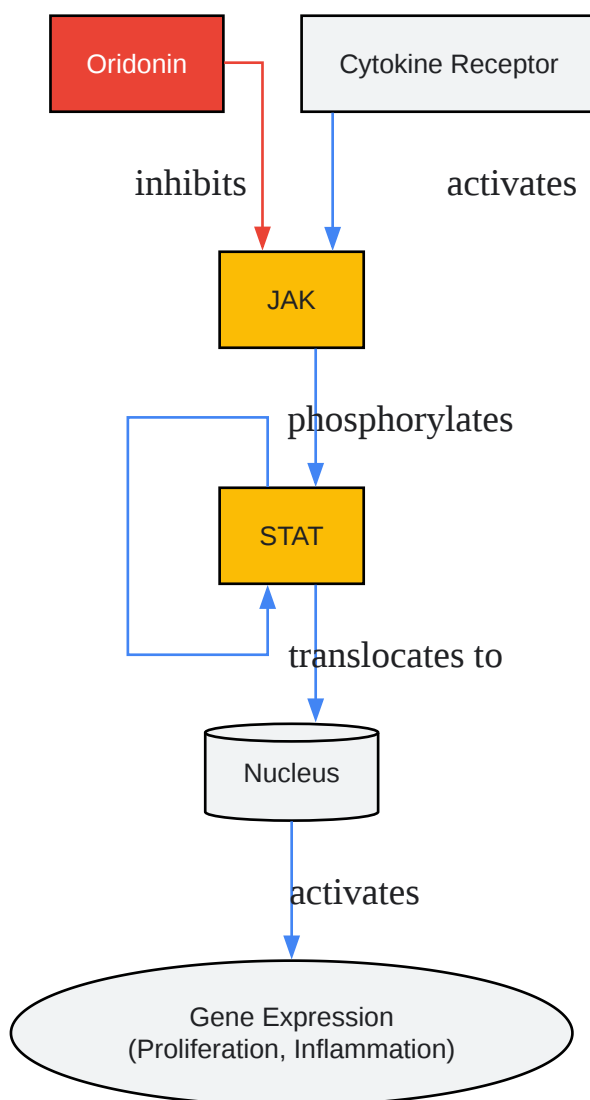 Oridonin
Cytokine Receptor
inhibits
activates
JAK
phosphorylates
STAT
translocates to
Nucleus
activates
Gene Expression
(Proliferation, Inflammation)